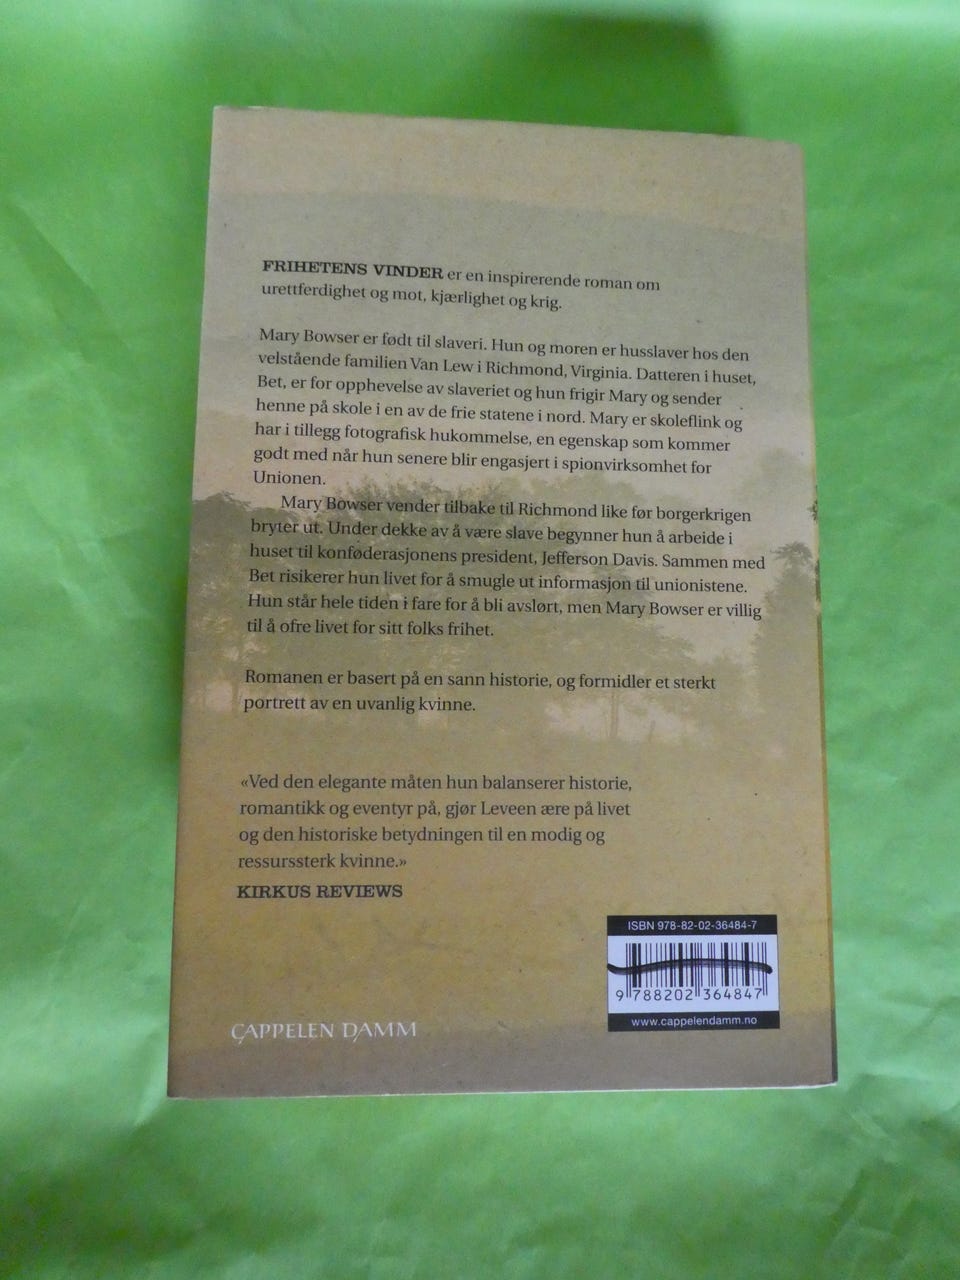 FRIHETENS VINDER er en inspirerende roman om
urettferdighet og mot, kjærlighet og krig.
Mary Bowser er født til slaveri. Hun og moren er husslaver hos den
velstående familien Van Lew i Richmond, Virginia. Datteren i huset,
Bet, er for opphevelse av slaveriet og hun frigir Mary og sender
henne på skole i en av de frie statene i nord. Mary er skoleflink og
har i tillegg fotografisk hukommelse, en egenskap som kommer
godt med når hun senere blir engasjert i spionvirksomhet for
Unionen.
Mary Bowser vender tilbake til Richmond like før borgerkrigen
bryter ut. Under dekke av å være slave begynner hun å arbeide i
huset til konføderasjonens president, Jefferson Davis. Sammen med
Bet risikerer hun livet for å smugle ut informasjon til unionistene.
Hun står hele tiden i fare for å bli avslørt, men Mary Bowser er villig
til å ofre livet for sitt folks frihet.
Romanen er basert på en sann historie, og formidler et sterkt
portrett av en uvanlig kvinne.
«Ved den elegante måten hun balanserer historie,
romantikk og eventyr på, gjør Leveen ære på livet
og den historiske betydningen til en modig og
ressurssterk kvinne.»
KIRKUS REVIEWS
ISBN 978-82-02-36484-7
9 788202 364847
www.cappelendamm.no
CAPPELEN DAMM